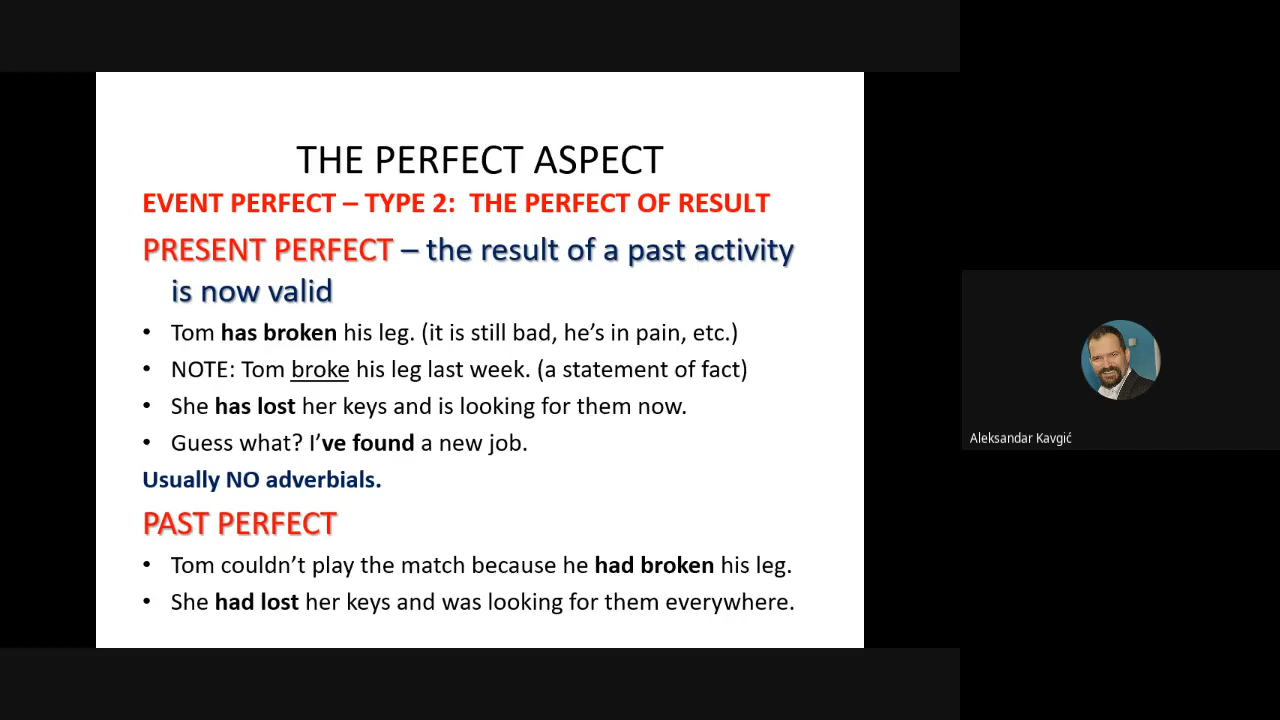 THE PERFECT ASPECT
EVENT PERFECT – TYPE 2:  THE PERFECT OF RESULT
PRESENT PERFECT – the result of a past activity
is now valid
• Tom has broken his leg. (it is still bad, he’s in pain, etc.)
• NOTE: Tom broke his leg last week. (a statement of fact)
• She has lost her keys and is looking for them now.
• Guess what? I’ve found a new job.
Usually NO adverbials.
PAST PERFECT
• Tom couldn’t play the match because he had broken his leg.
• She had lost her keys and was looking for them everywhere.
Aleksandar Kavgić